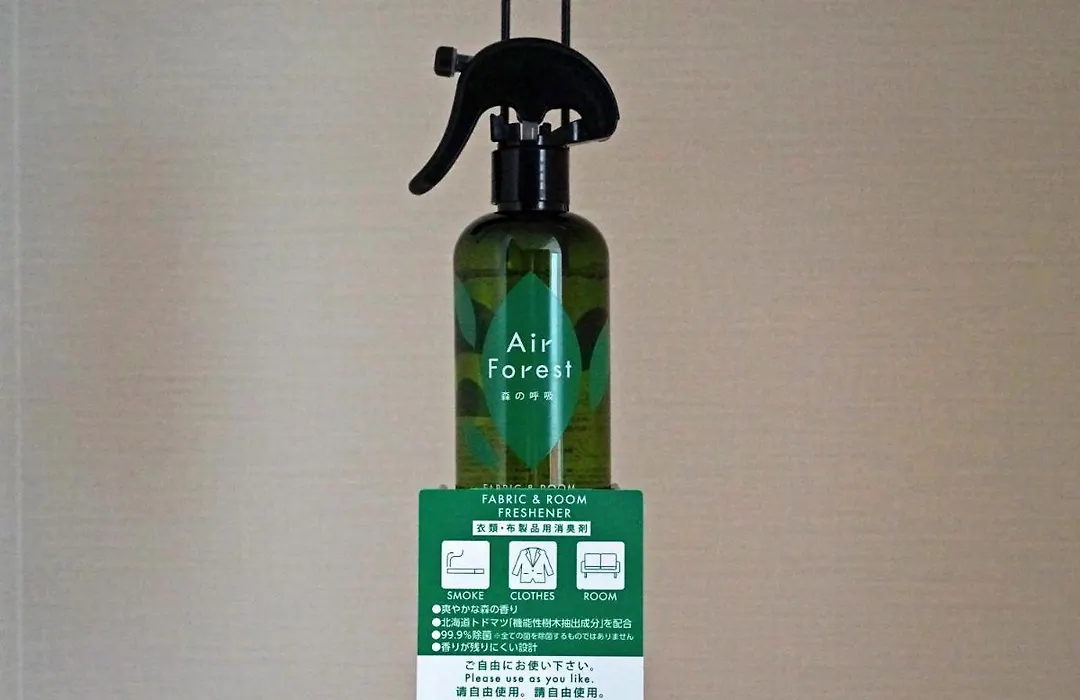 Air
Forest
森の呼吸
FABRIC & ROOM
FABRIC & ROOM
FRESHENER
衣類・布製品用消臭剤
SMOKE CLOTHES ROOM
●爽やかな森の香り
●北海道トドマツ「機能性樹木抽出成分」を配合
●99.9%除菌 ※全ての菌を除菌するものではありません
●香りが残りにくい設計
ご自由にお使い下さい。
Please use as you like.
请自由使用。請自由使用。